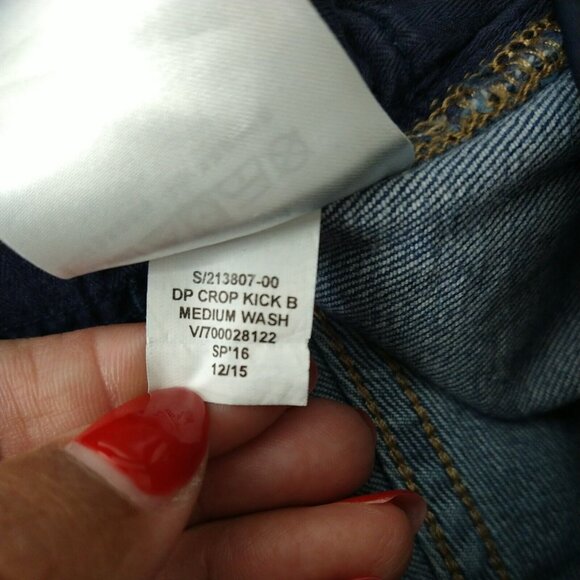 S/213807-00
DP CROP KICK B
MEDIUM WASH
V/700028122
SP'16
12/15